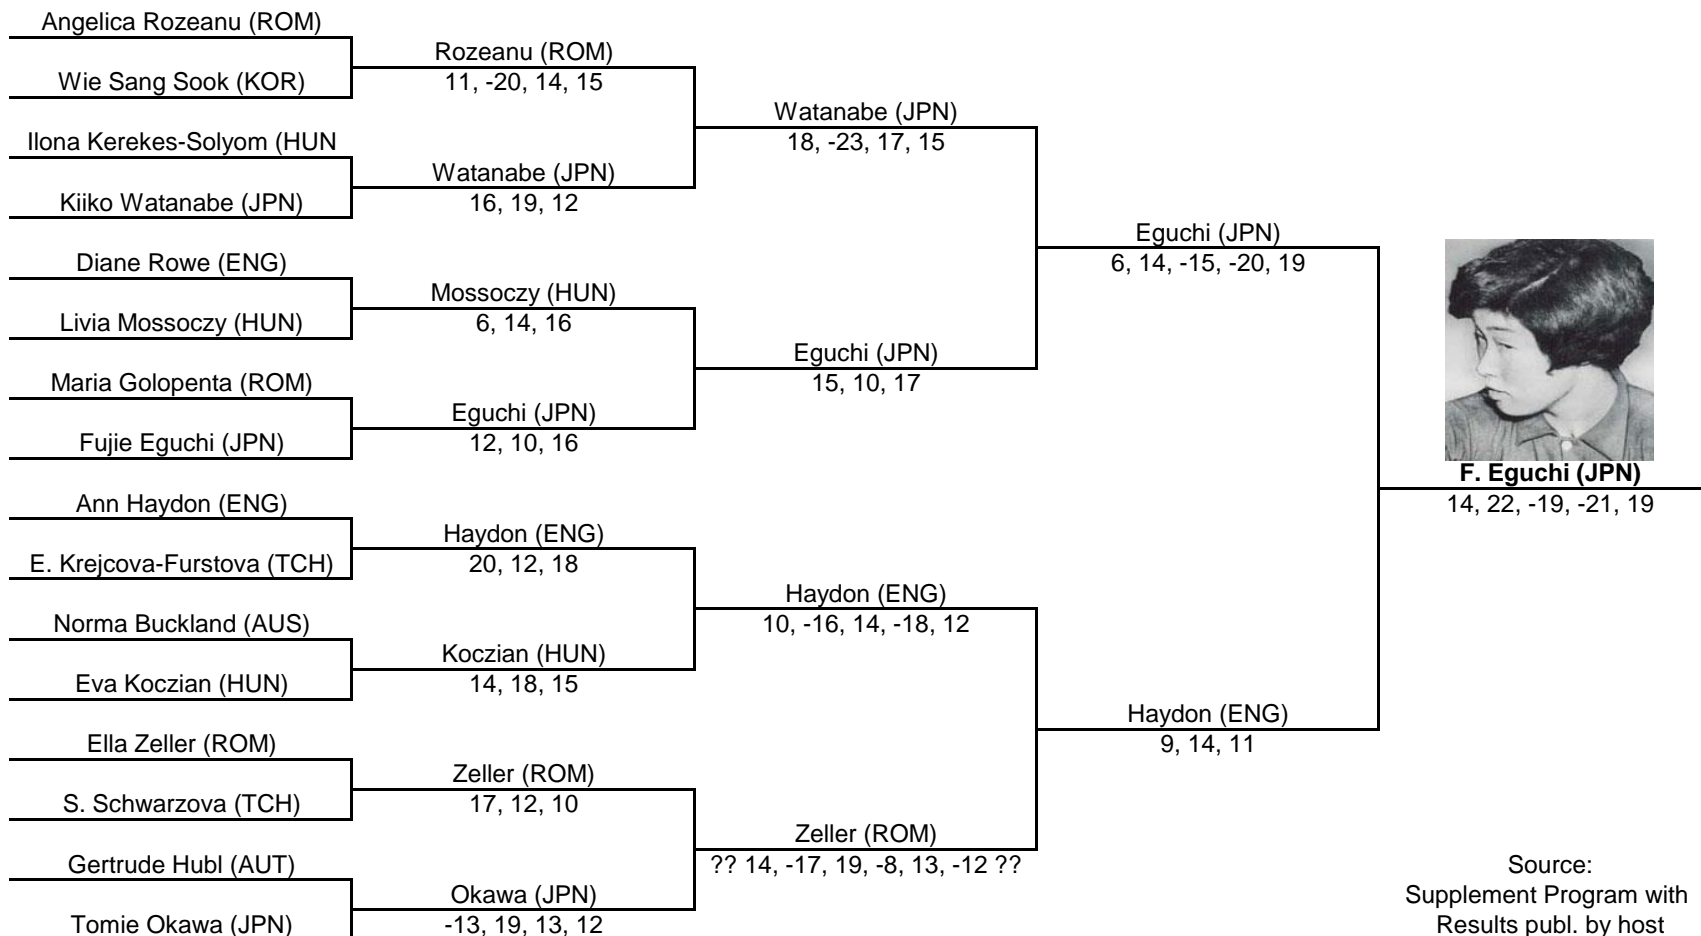 Angelica Rozeanu (ROM)
Wie Sang Sook (KOR)
Ilona Kerekes-Solyom (HUN
Kiiko Watanabe (JPN)
Diane Rowe (ENG)
Livia Mossoczy (HUN)
Maria Golopenta (ROM)
Fujie Eguchi (JPN)
Ann Haydon (ENG)
E. Krejcova-Furstova (TCH)
Norma Buckland (AUS)
Eva Koczian (HUN)
Ella Zeller (ROM)
S. Schwarzova (TCH)
Gertrude Hubl (AUT)
Tomie Okawa (JPN)
Rozeanu (ROM)
11, -20, 14, 15
Watanabe (JPN)
16, 19, 12
Mossoczy (HUN)
6, 14, 16
Eguchi (JPN)
12, 10, 16
Haydon (ENG)
20, 12, 18
Koczian (HUN)
14, 18, 15
Zeller (ROM)
17, 12, 10
Okawa (JPN)
-13, 19, 13, 12
Watanabe (JPN)
18, -23, 17, 15
Eguchi (JPN)
15, 10, 17
Haydon (ENG)
10, -16, 14, -18, 12
Zeller (ROM)
?? 14, -17, 19, -8, 13, -12 ??
Eguchi (JPN)
6, 14, -15, -20, 19
Haydon (ENG)
9, 14, 11
F. Eguchi (JPN)
14, 22, -19, -21, 19
Source:
Supplement Program with
Results publ. by host